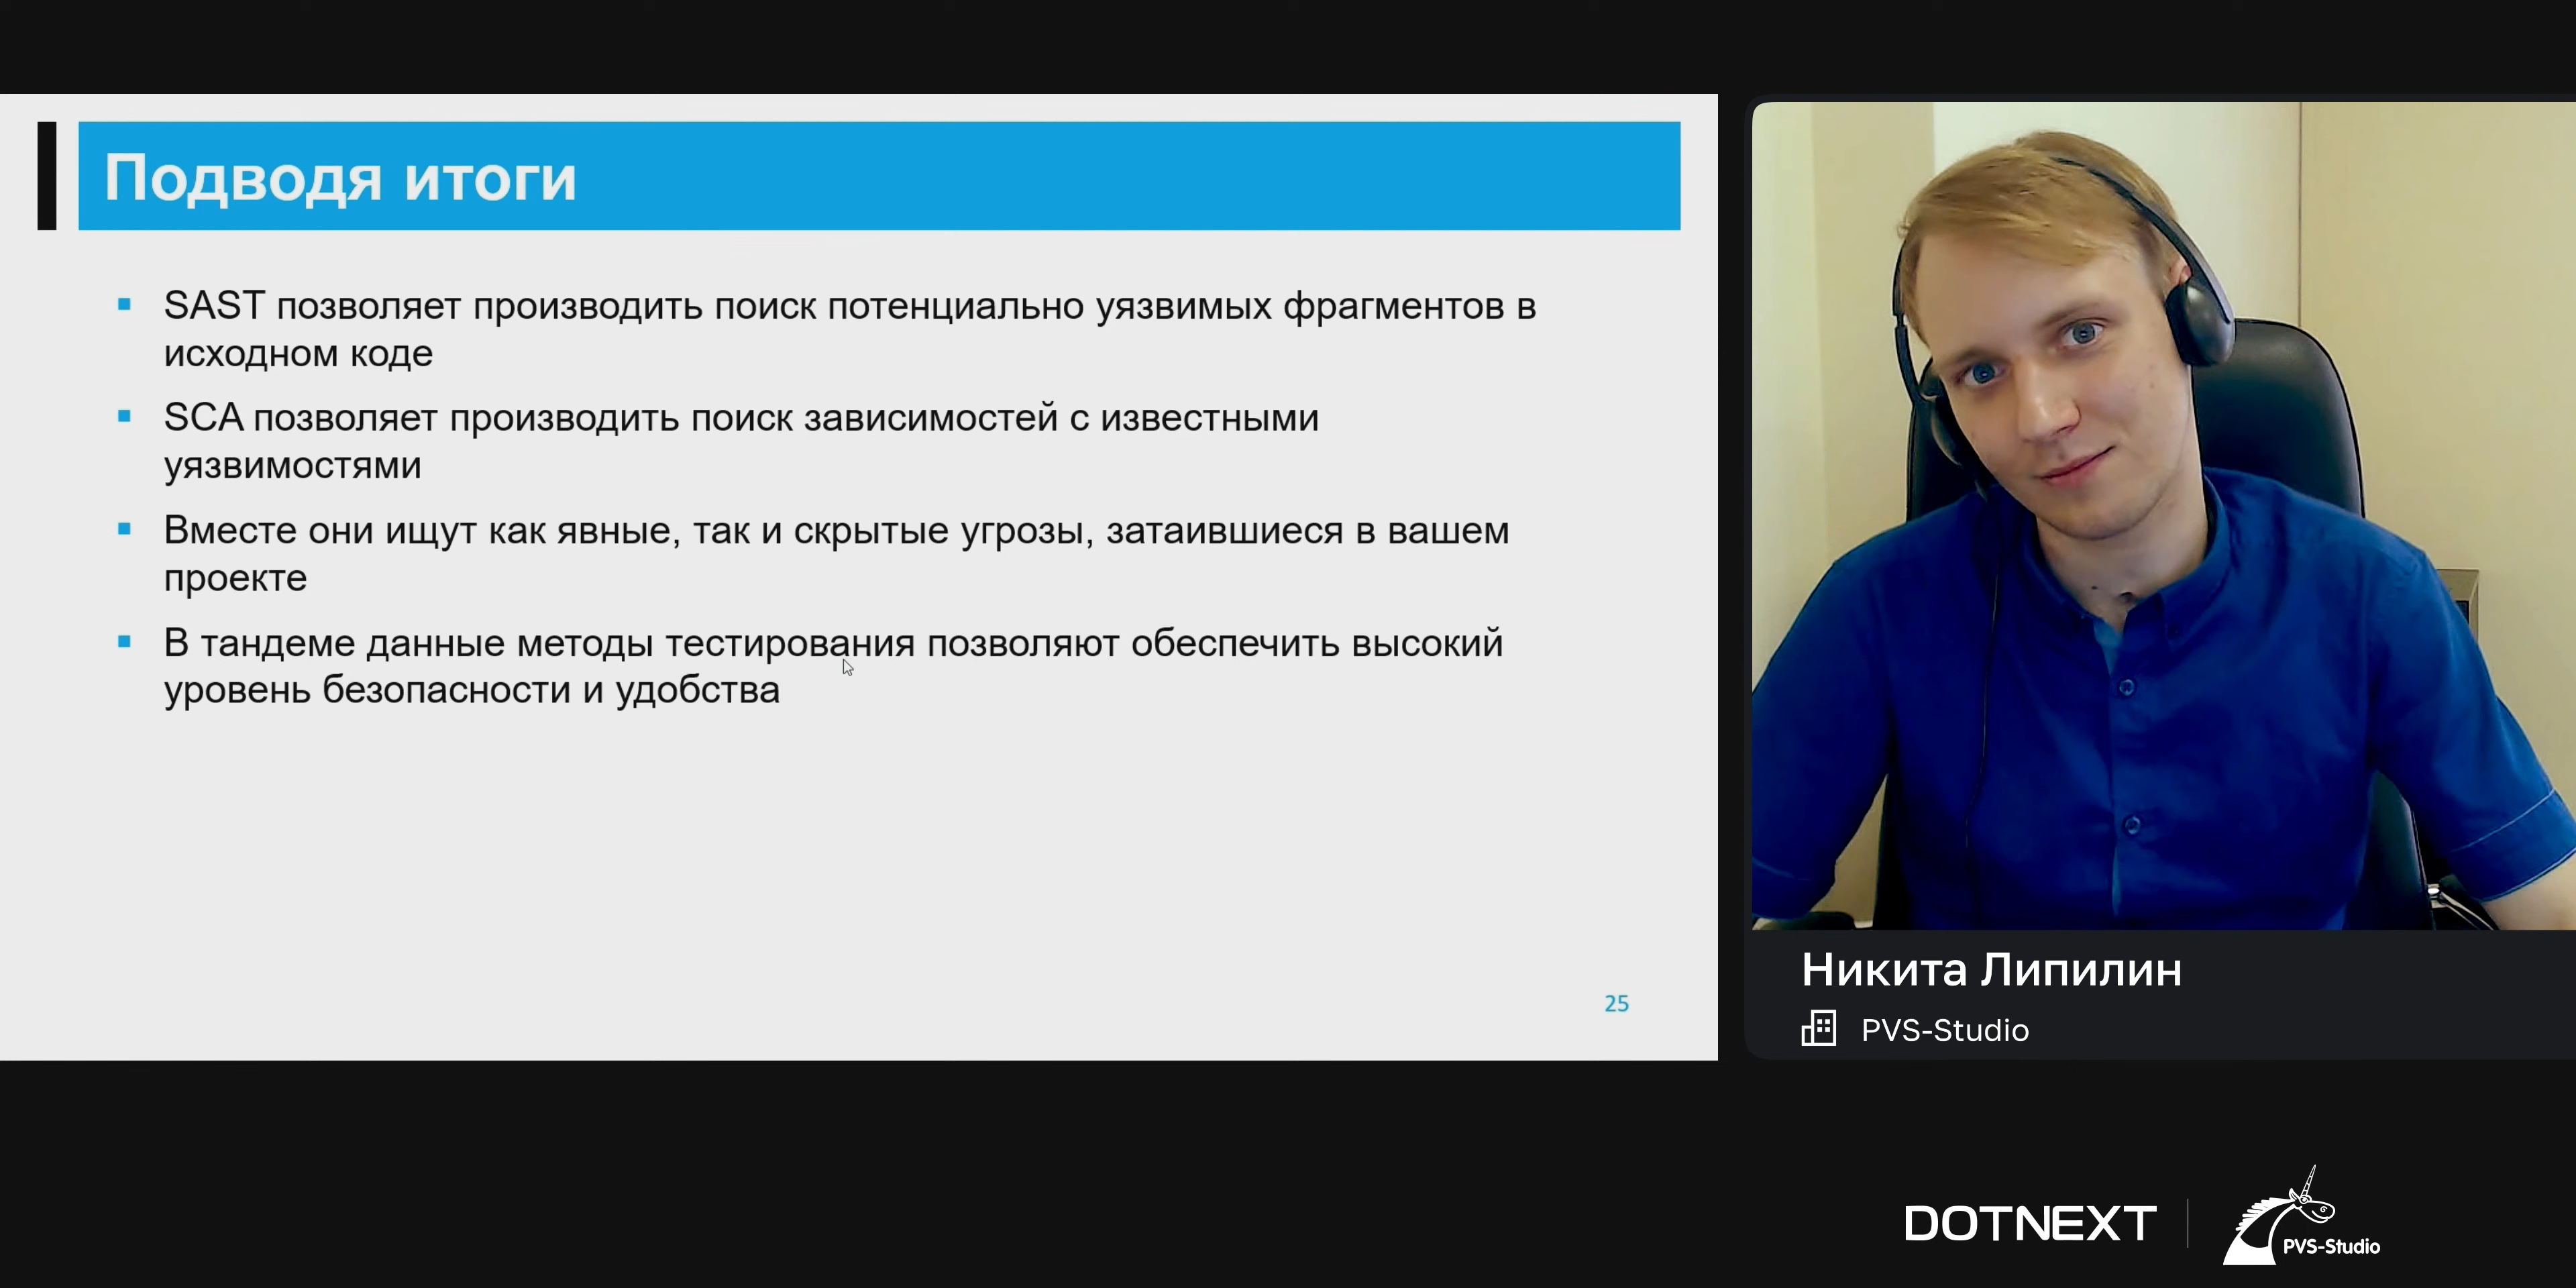 Подводя итоги
SAST позволяет производить поиск потенциально уязвимых фрагментов в
исходном коде
SCA позволяет производить поиск зависимостей с известными
уязвимостями
Вместе они ищут как явные, так и скрытые угрозы, затаившиеся в вашем
проекте
В тандеме данные методы тестирования позволяют обеспечить высокий
уровень безопасности и удобства
25
Никита Липилин
PVS-Studio
DOTNEXT
PVS-Studio